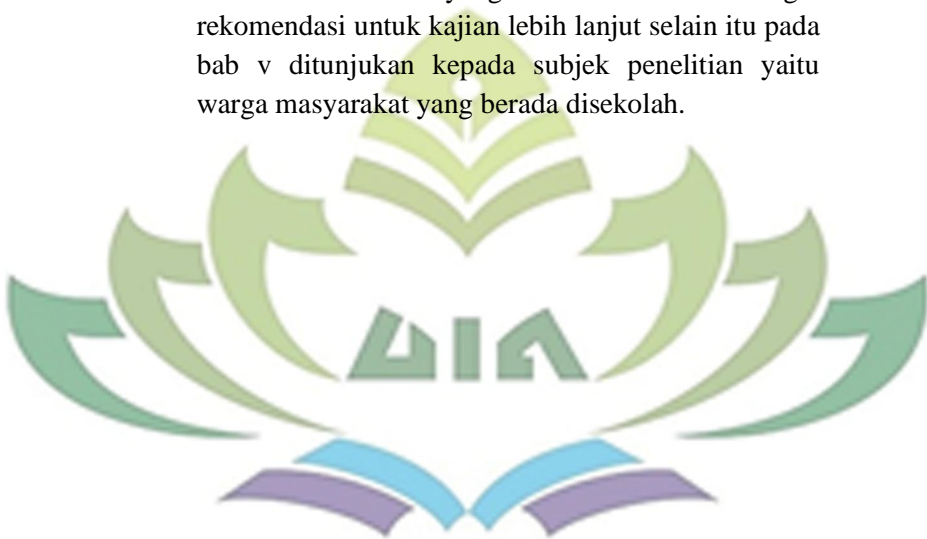 rekomendasi untuk kajian lebih lanjut selain itu pada
bab v ditunjukan kepada subjek penelitian yaitu
warga masyarakat yang berada disekolah.
UIN